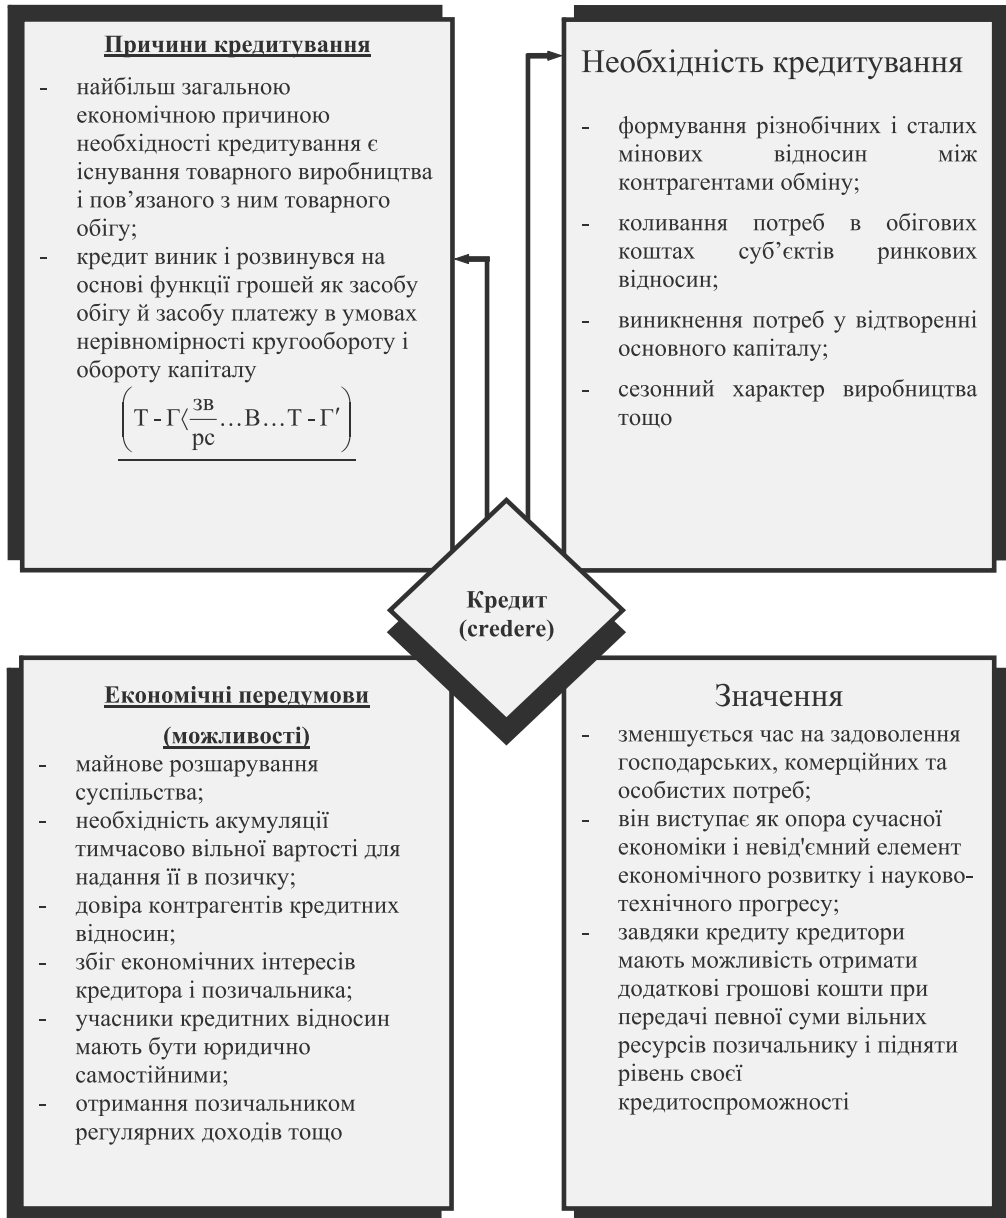 Причини кредитування
- найбільш загальною
економічною причиною
необхідності кредитування є
існування товарного виробництва
і пов’язаного з ним товарного
обігу;
- кредит виник і розвинувся на
основі функції грошей як засобу
обігу й засобу платежу в умовах
нерівномірності кругообороту і
обороту капіталу
(Т - Г⟨зв/рс…В…Т - Г′)
Необхідність кредитування
- формування різнобічних і сталих
мінових відносин між
контрагентами обміну;
- коливання потреб в обігових
коштах суб’єктів ринкових
відносин;
- виникнення потреб у відтворенні
основного капіталу;
- сезонний характер виробництва
тощо
Кредит
(credere)
Економічні передумови
(можливості)
- майнове розшарування
суспільства;
- необхідність акумуляції
тимчасово вільної вартості для
надання її в позичку;
- довіра контрагентів кредитних
відносин;
- збіг економічних інтересів
кредитора і позичальника;
- учасники кредитних відносин
мають бути юридично
самостійними;
- отримання позичальником
регулярних доходів тощо
Значення
- зменшується час на задоволення
господарських, комерційних та
особистих потреб;
- він виступає як опора сучасної
економіки і невід'ємний елемент
економічного розвитку і науково-
технічного прогресу;
- завдяки кредиту кредитори
мають можливість отримати
додаткові грошові кошти при
передачі певної суми вільних
ресурсів позичальнику і підняти
рівень своєї
кредитоспроможності